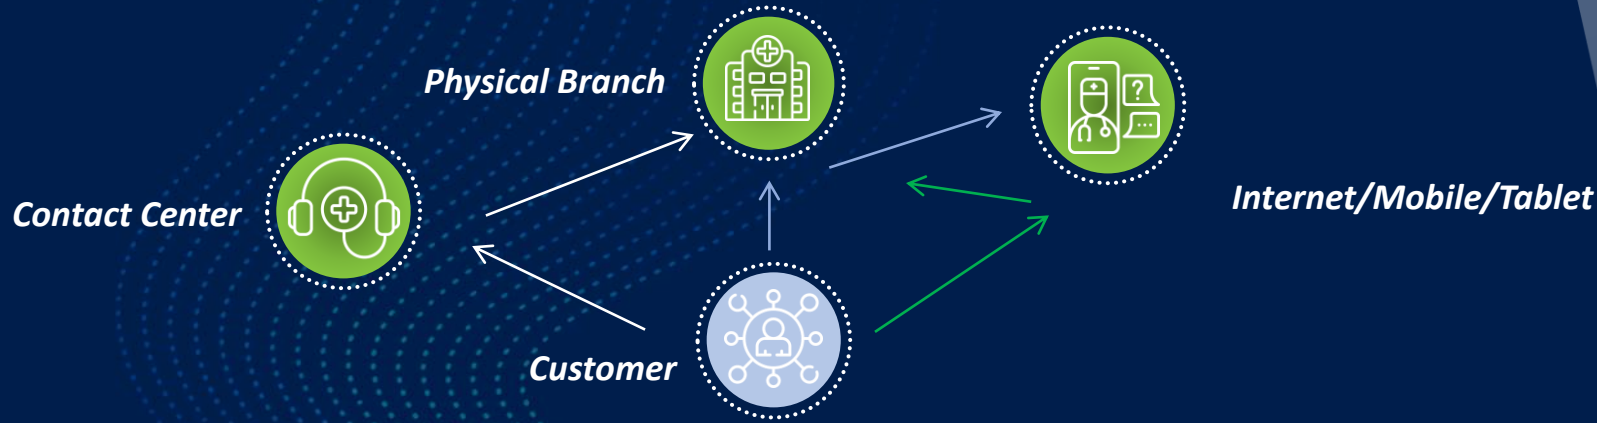 Physical Branch
Contact Center
Internet/Mobile/Tablet
Customer
?
...